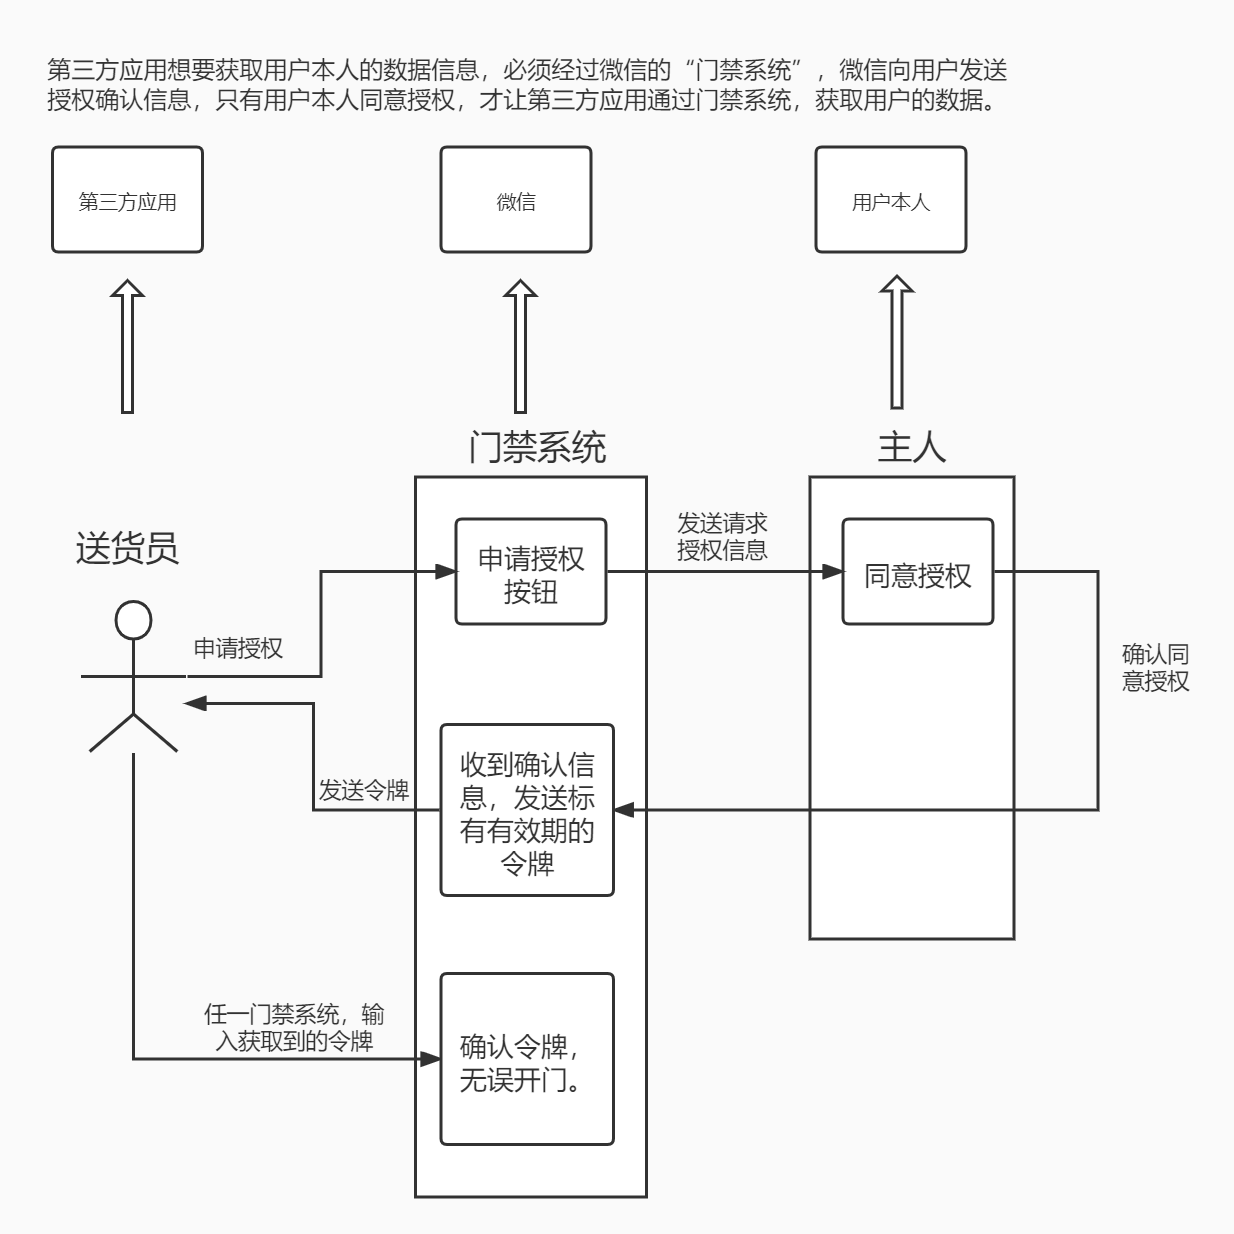 第三方应用想要获取用户本人的数据信息，必须经过微信的“门禁系统”，微信向用户发送
授权确认信息，只有用户本人同意授权，才让第三方应用通过门禁系统，获取用户的数据。
第三方应用
微信
用户本人
门禁系统
主人
送货员
申请授权
按钮
发送请求
授权信息
同意授权
申请授权
确认同
意授权
收到确认信
息，发送标
有有效期的
令牌
发送令牌
任一门禁系统，输
入获取到的令牌
确认令牌，
无误开门。